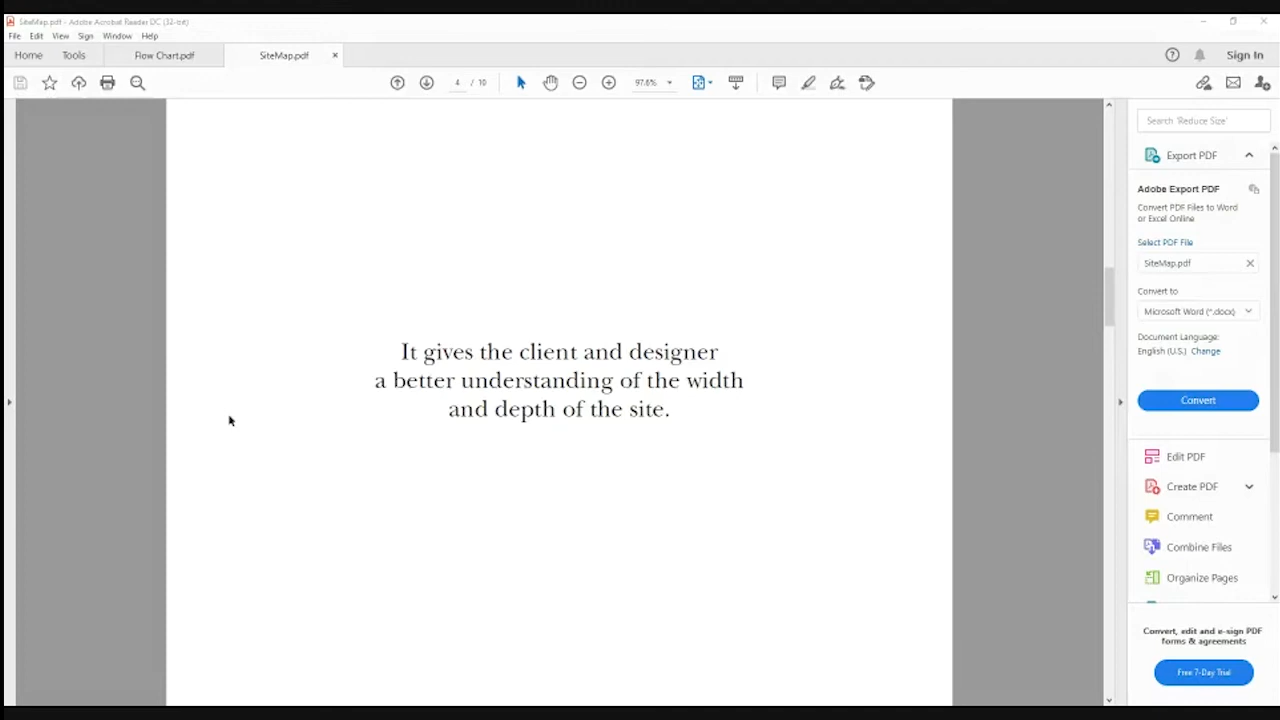 SiteMap.pdf - Adobe Acrobat Reader DC (32-bit)
File Edit View Sign Window Help
Home Tools Flow Chart.pdf SiteMap.pdf × Sign In
4 / 10 97.6%
Search 'Reduce Size'
Export PDF
Adobe Export PDF
Convert PDF Files to Word
or Excel Online
Select PDF File
SiteMap.pdf
Convert to
Microsoft Word (*.docx)
Document Language:
English (U.S.) Change
Convert
It gives the client and designer
a better understanding of the width
and depth of the site.
Edit PDF
Create PDF
Comment
Combine Files
Organize Pages
Convert, edit and e-sign PDF
forms & agreements
Free 7-Day Trial